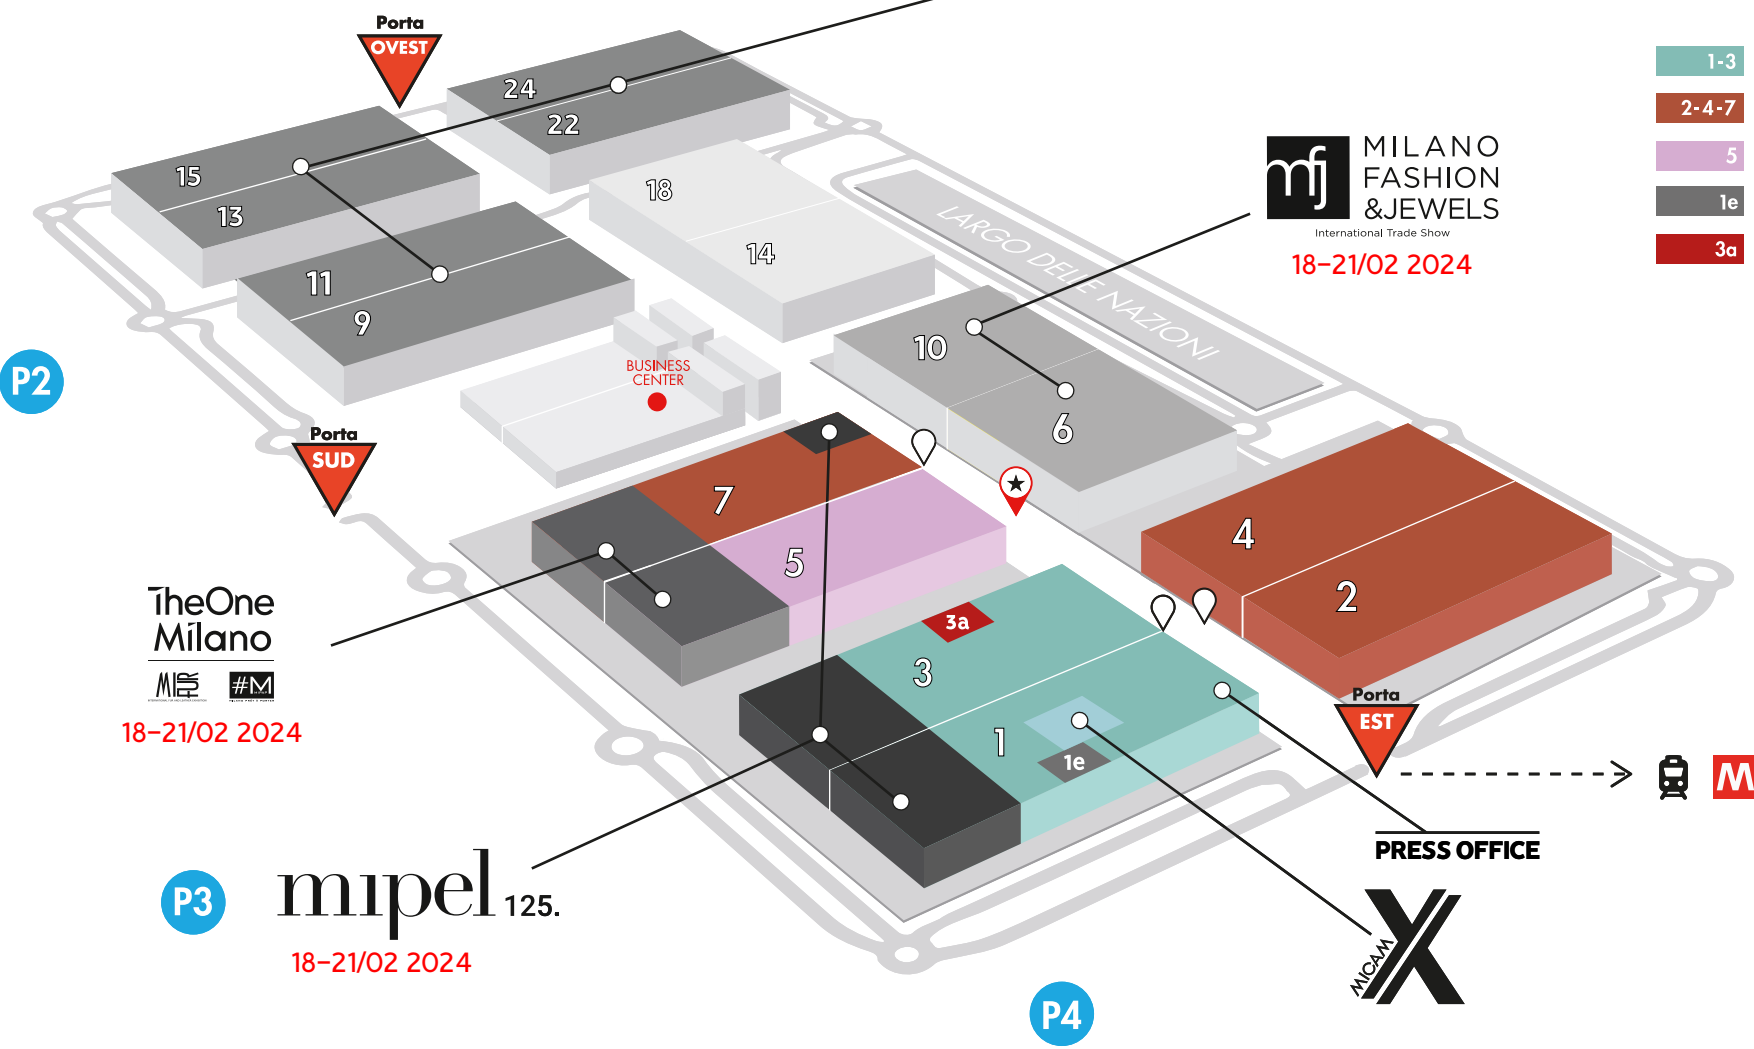 Porta
OVEST
24
22
15
13
11
9
18
14
LARGO DELLE NAZIONI
MILANO
FASHION
&JEWELS
mfj
International Trade Show
18-21/02 2024
1-3
2-4-7
5
1e
3a
P2
BUSINESS
CENTER
10
6
Porta
SUD
7
5
4
2
TheOne
Milano
#M
18-21/02 2024
3a
3
1
1e
Porta
EST
M
PRESS OFFICE
P3
mipel 125.
18-21/02 2024
MICAM
X
P4